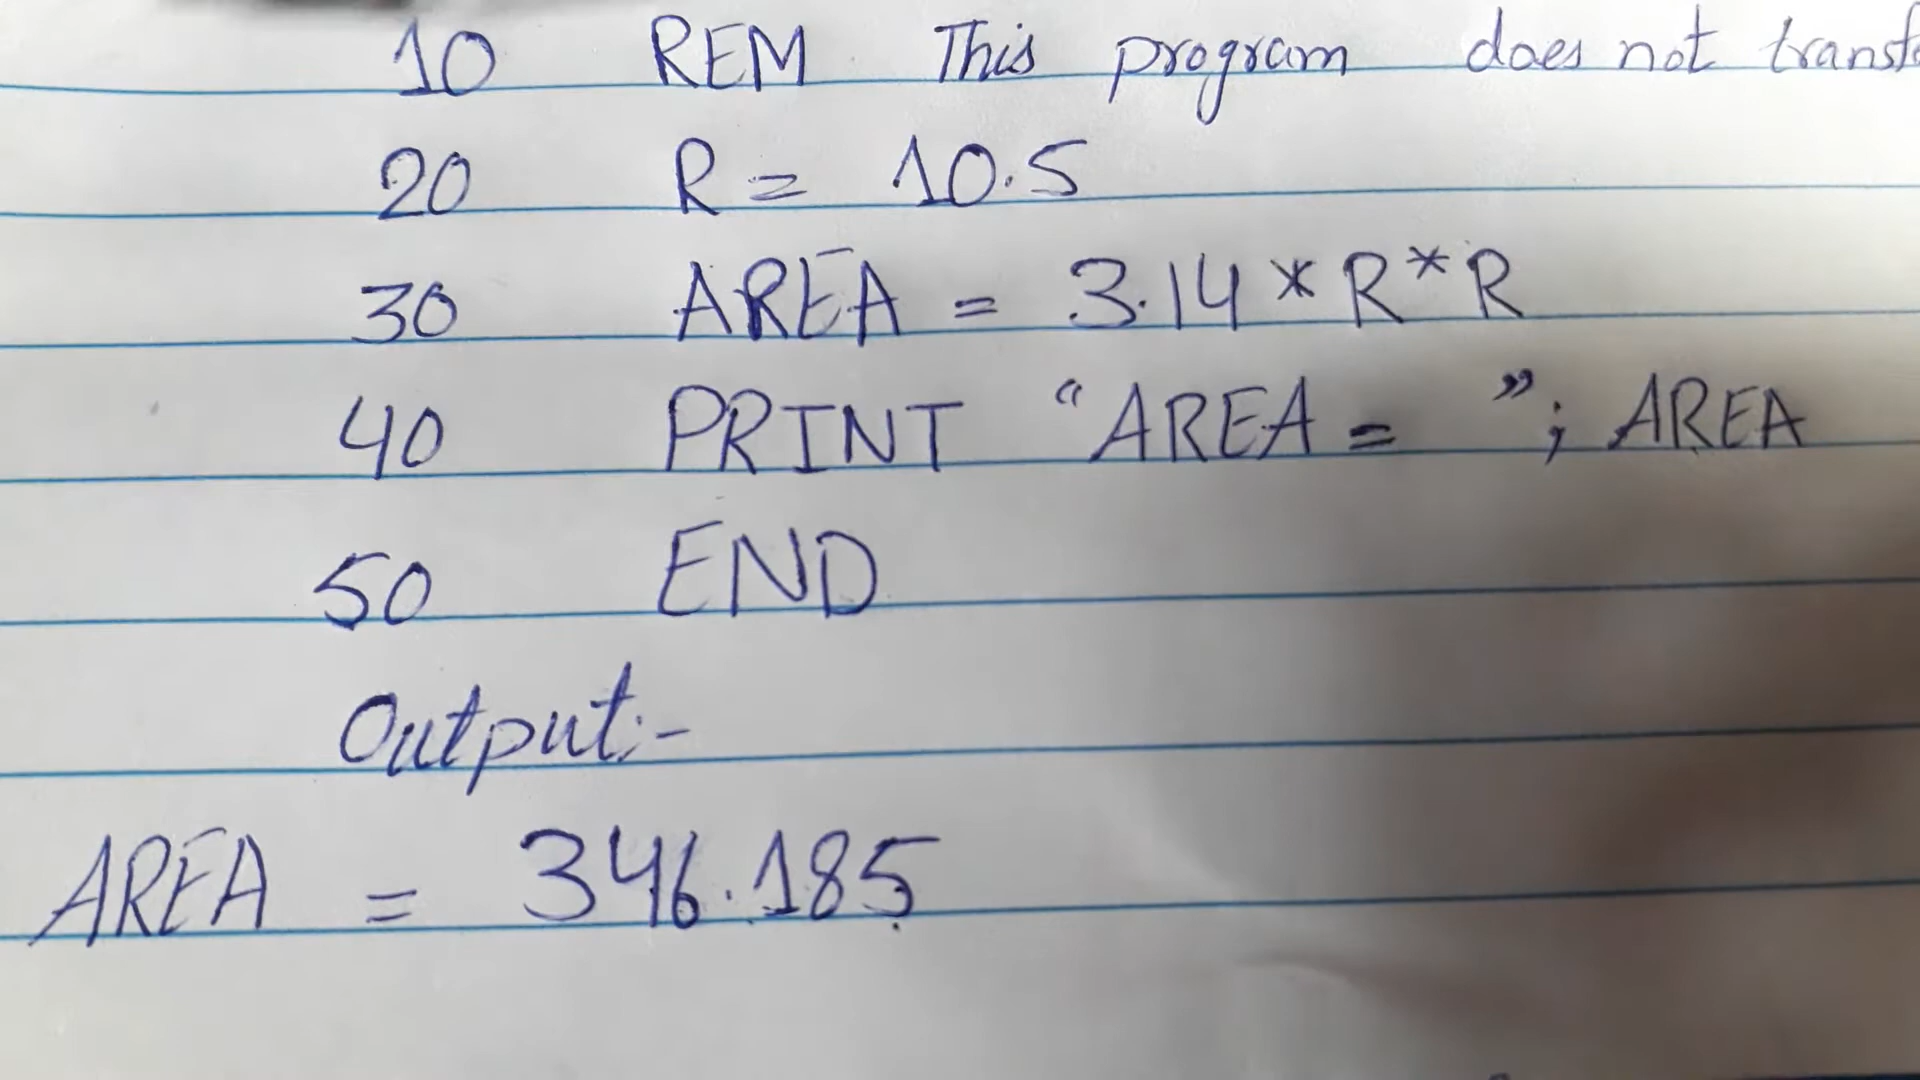 10 REM This program does not
20 R = 10.5
30 AREA = 3.14 * R * R
40 PRINT “AREA = ”; AREA
50 END
Output:-
AREA = 346.185